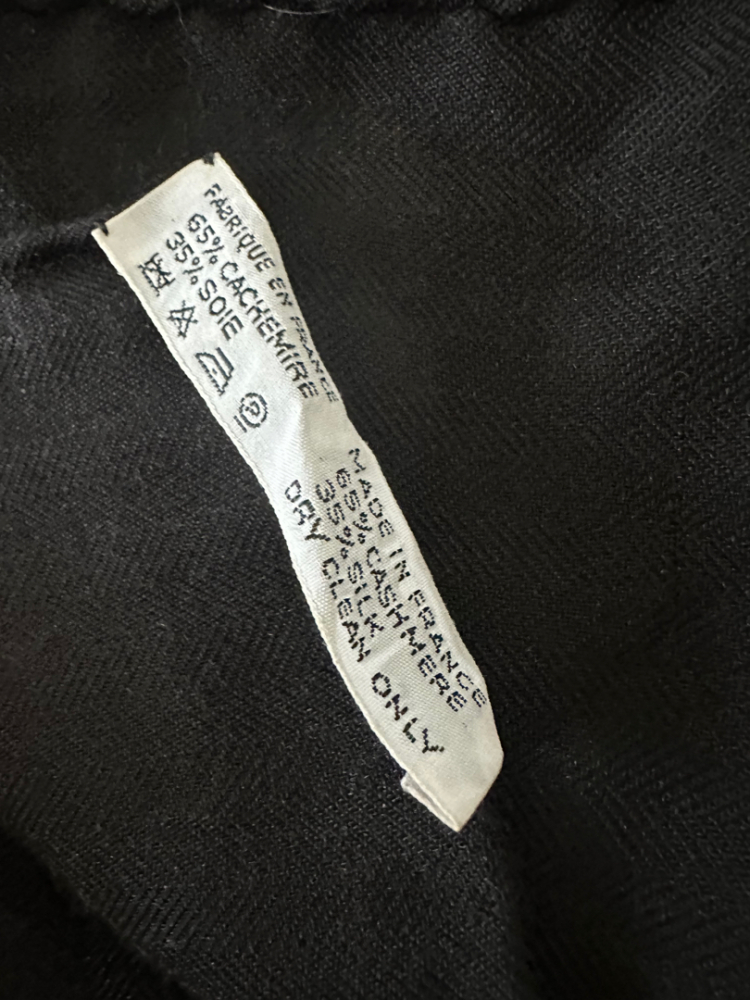 FABRIQUE EN FRANCE
65% CACHEMIRE
35% SOIE
P
MADE IN FRANCE
65% CASHMERE
35% SILK
DRY CLEAN ONLY